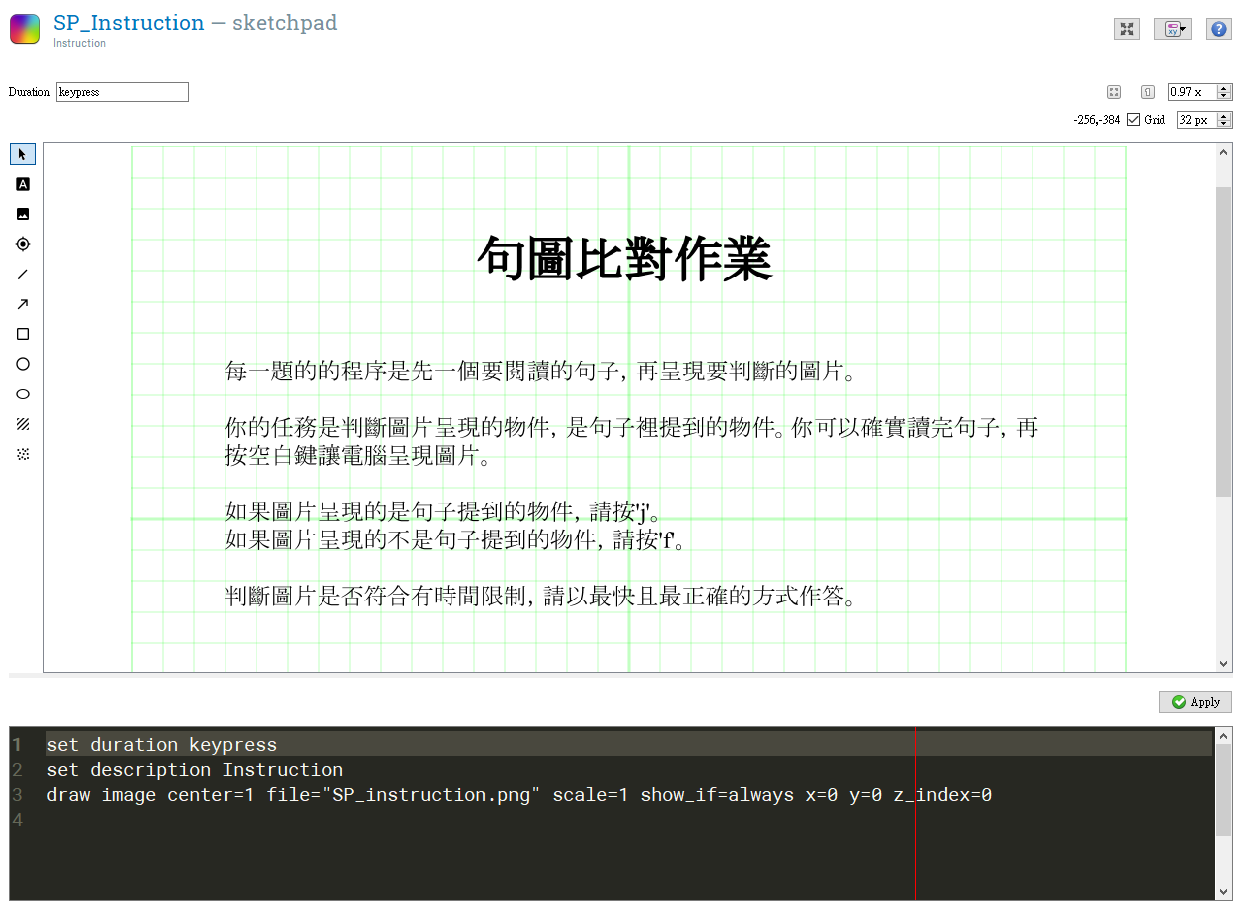 SP_Instruction — sketchpad
Instruction
Duration keypress
0.97 x
-256,-384 Grid 32 px
句圖比對作業
每一題的的程序是先一個要閱讀的句子，再呈現要判斷的圖片。
你的任務是判斷圖片呈現的物件，是句子裡提到的物件。你可以確實讀完句子，再
按空白鍵讓電腦呈現圖片。
如果圖片呈現的是句子提到的物件，請按'j'。
如果圖片呈現的不是句子提到的物件，請按'f'。
判斷圖片是否符合有時間限制，請以最快且最正確的方式作答。
Apply
1 set duration keypress
2 set description Instruction
3 draw image center=1 file="SP_instruction.png" scale=1 show_if=always x=0 y=0 z_index=0
4